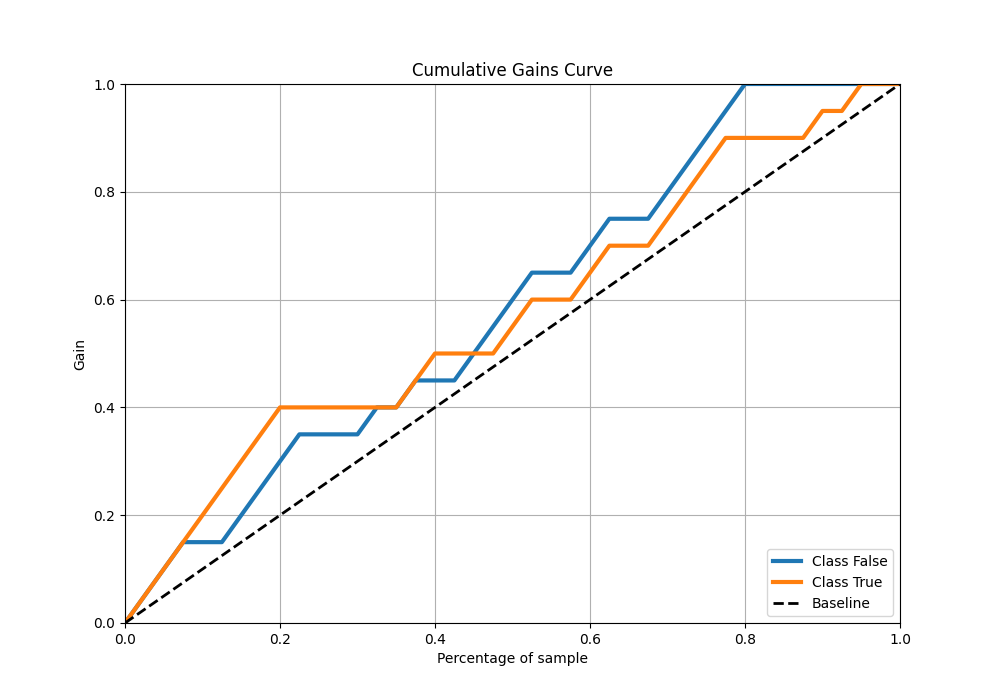 Cumulative Gains Curve
1.0
0.8
0.6
0.4
0.2
0.0
Gain
0.0 0.2 0.4 0.6 0.8 1.0
Percentage of sample
Class False
Class True
Baseline